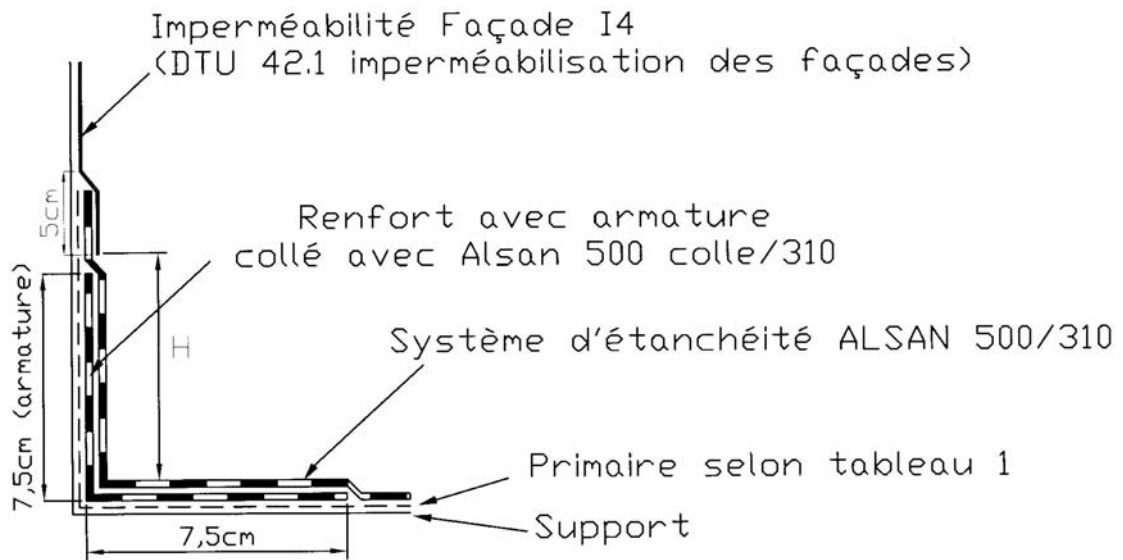 Imperméabilité Façade I4
(DTU 42.1 imperméabilisation des façades)
5cm
Renfort avec armature
collé avec Alsan 500 colle/310
7,5cm (armature)
H
Système d'étanchéité ALSAN 500/310
Primaire selon tableau 1
Support
7,5cm